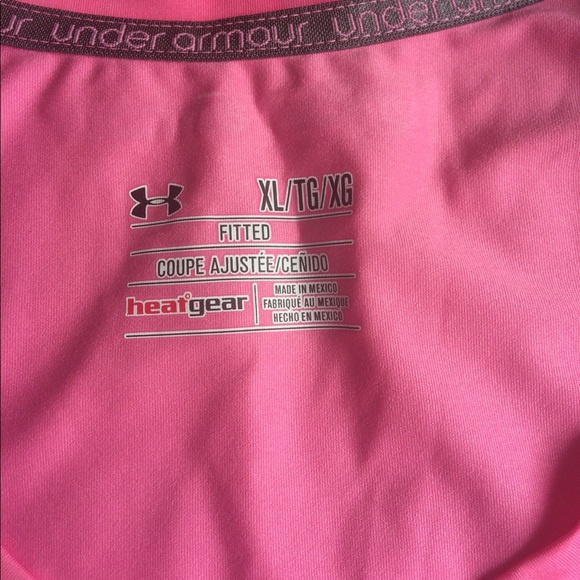 ur under armour under armour
XL/TG/XG
FITTED
COUPE AJUSTÉE/CEÑIDO
heatgear
MADE IN MEXICO
FABRIQUÉ AU MEXIQUE
HECHO EN MEXICO